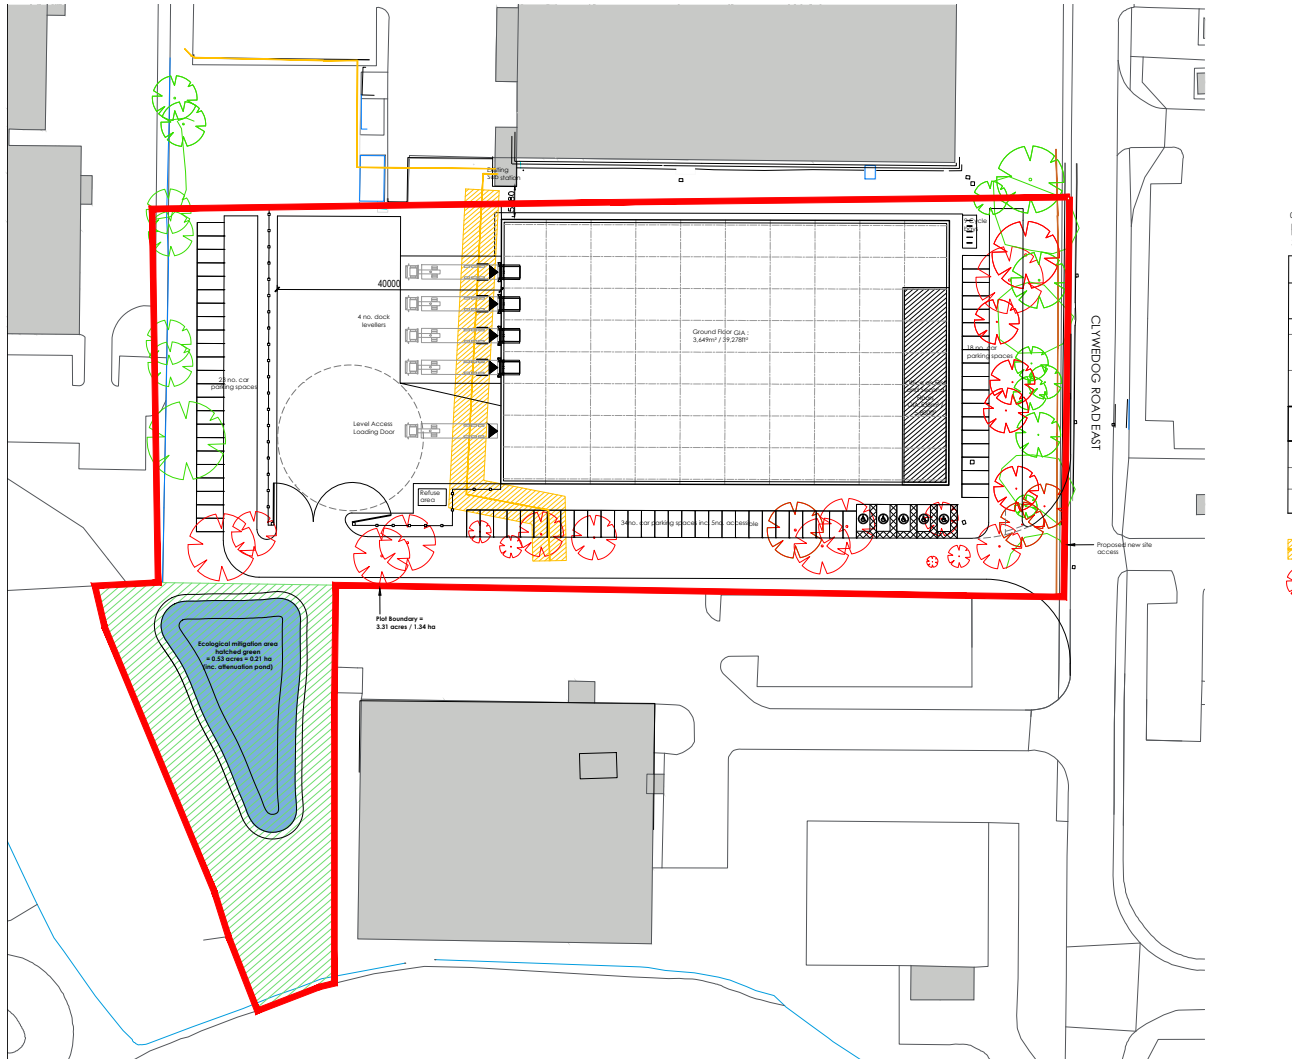 Existing
Sub station
9 Cycle
40000
4 no. dock
levellers
Ground Floor GIA :
3,649m² / 39,278ft²
18 no. car
parking spaces
23 no. car
parking spaces
CLYWEDOG ROAD EAST
Level Access
Loading Door
Refuse
area
34no. car parking spaces inc. 5no. accessible
Proposed new site
access
Plot Boundary =
3.31 acres / 1.34 ha
Ecological mitigation area
hatched green
= 0.53 acres = 0.21 ha
(inc. attenuation pond)